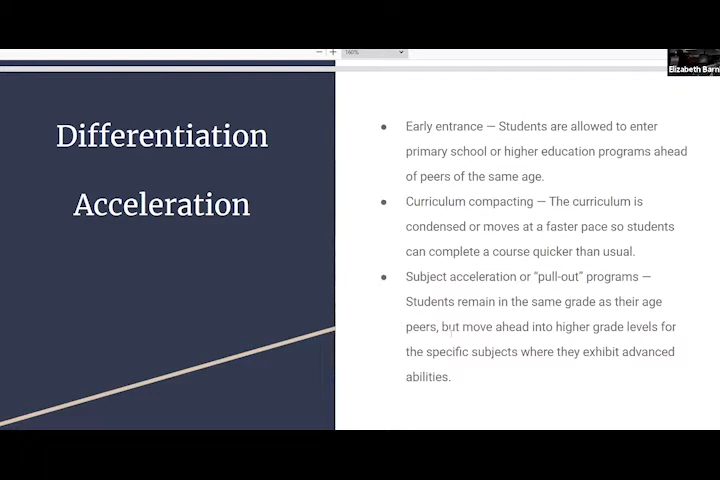 100%
Elizabeth Barn
Differentiation
Acceleration
● Early entrance — Students are allowed to enter
primary school or higher education programs ahead
of peers of the same age.
● Curriculum compacting — The curriculum is
condensed or moves at a faster pace so students
can complete a course quicker than usual.
● Subject acceleration or “pull-out” programs —
Students remain in the same grade as their age
peers, but move ahead into higher grade levels for
the specific subjects where they exhibit advanced
abilities.